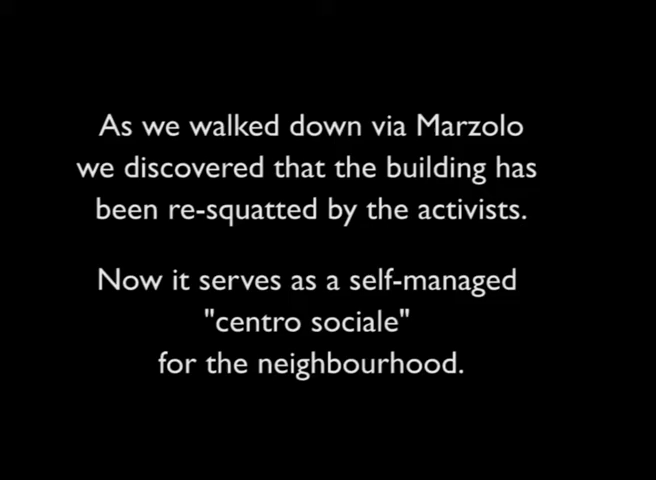 As we walked down via Marzolo
we discovered that the building has
been re-squatted by the activists.
Now it serves as a self-managed
"centro sociale"
for the neighbourhood.